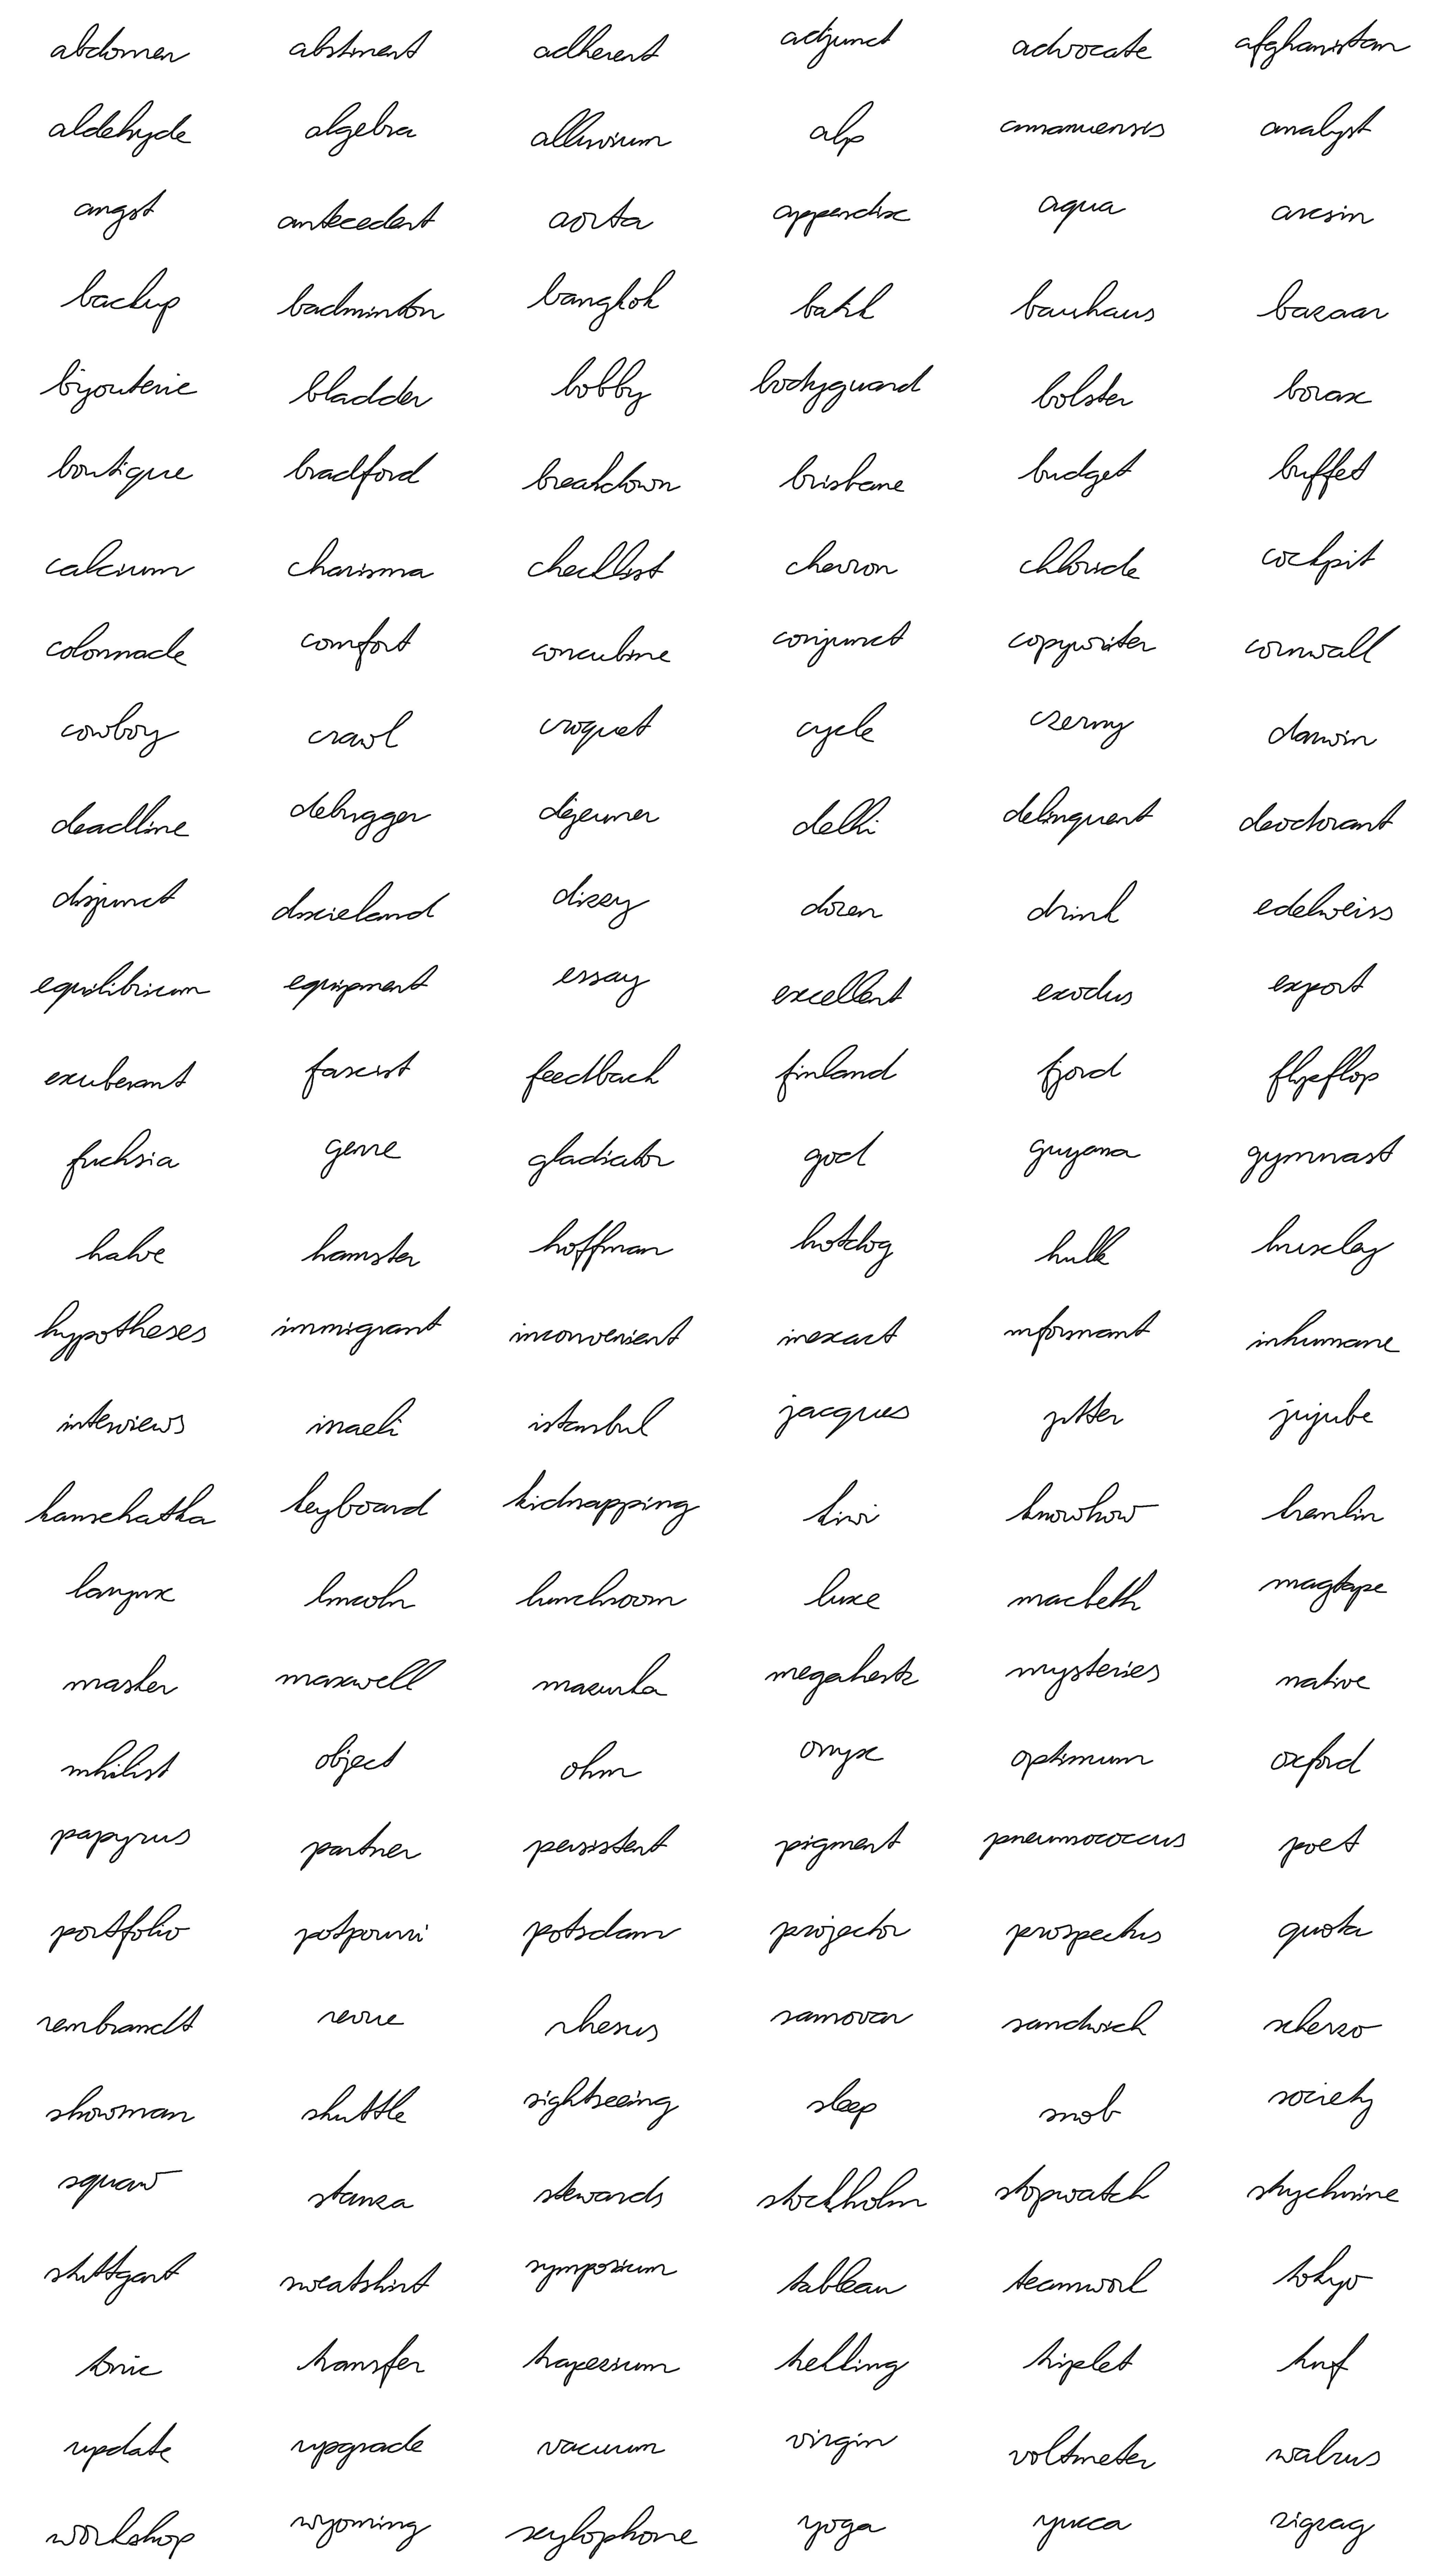 abdomen abstinent adherent adjunct advocate afghanistan
aldehyde algebra alluvium alp amanuensis analyst
angst antecedent aorta appendix aqua arcsin
backup badminton bangkok batik bauhaus bazaar
bijouterie bladder bobby bodyguard bolster borax
boutique bradford breakdown brisbane budget buffet
calcium charisma checklist chevron chloride cockpit
colonnade comfort concubine conjunct copywriter cornwall
cowboy crawl croquet cycle czerny darwin
deadline debugger dejeuner delhi delinquent deodorant
disjunct dixieland dizzy dozen drink edelweiss
equilibrium equipment essay excellent exodus export
exuberant fascist feedback finland fjord flipflop
fuchsia genre gladiator god guyana gymnast
halve hamster hoffman hotdog hulk huxley
hypotheses immigrant inconvenient inexact informant inhumane
interviews israeli istanbul jacques jitter jujube
kamchatka keyboard kidnapping kiwi knowhow kremlin
larynx lincoln lunchroom luxe macbeth magtape
master maxwell mazurka megahertz mysteries native
nihilist object ohm onyx optimum oxford
papyrus partner persistent pigment pneumococcus poet
portfolio potpourri potsdam projector prospectus quota
rembrandt revue rhesus samovar sandwich scherzo
showman shuttle sightseeing sleep snob society
squaw stanza stewards stockholm stopwatch strychnine
stuttgart sweatshirt symposium tableau teamwork tokyo
tonic transfer trapezium trelling triplet truf
update upgrade vacuum virgin voltmeter walrus
workshop wyoming xylophone yoga yucca zigzag